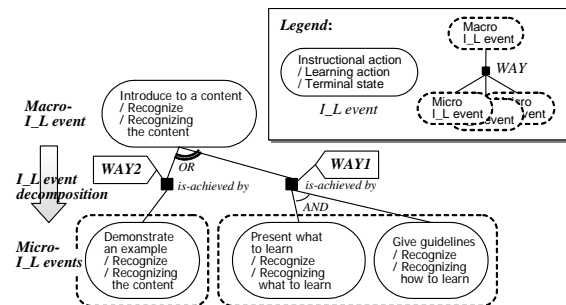 Legend:
Instructional action
/ Learning action
/ Terminal state
I_L event
Macro
I_L event
WAY
Micro
I_L event
Macro-
I_L event
Introduce to a content
/ Recognize
/ Recognizing
the content
OR
WAY2
WAY1
is-achieved by
is-achieved by
AND
I_L event
decomposition
Micro-
I_L events
Demonstrate
an example
/ Recognize
/ Recognizing
the content
Present what
to learn
/ Recognize
/ Recognizing
what to learn
Give guidelines
/ Recognize
/ Recognizing
how to learn